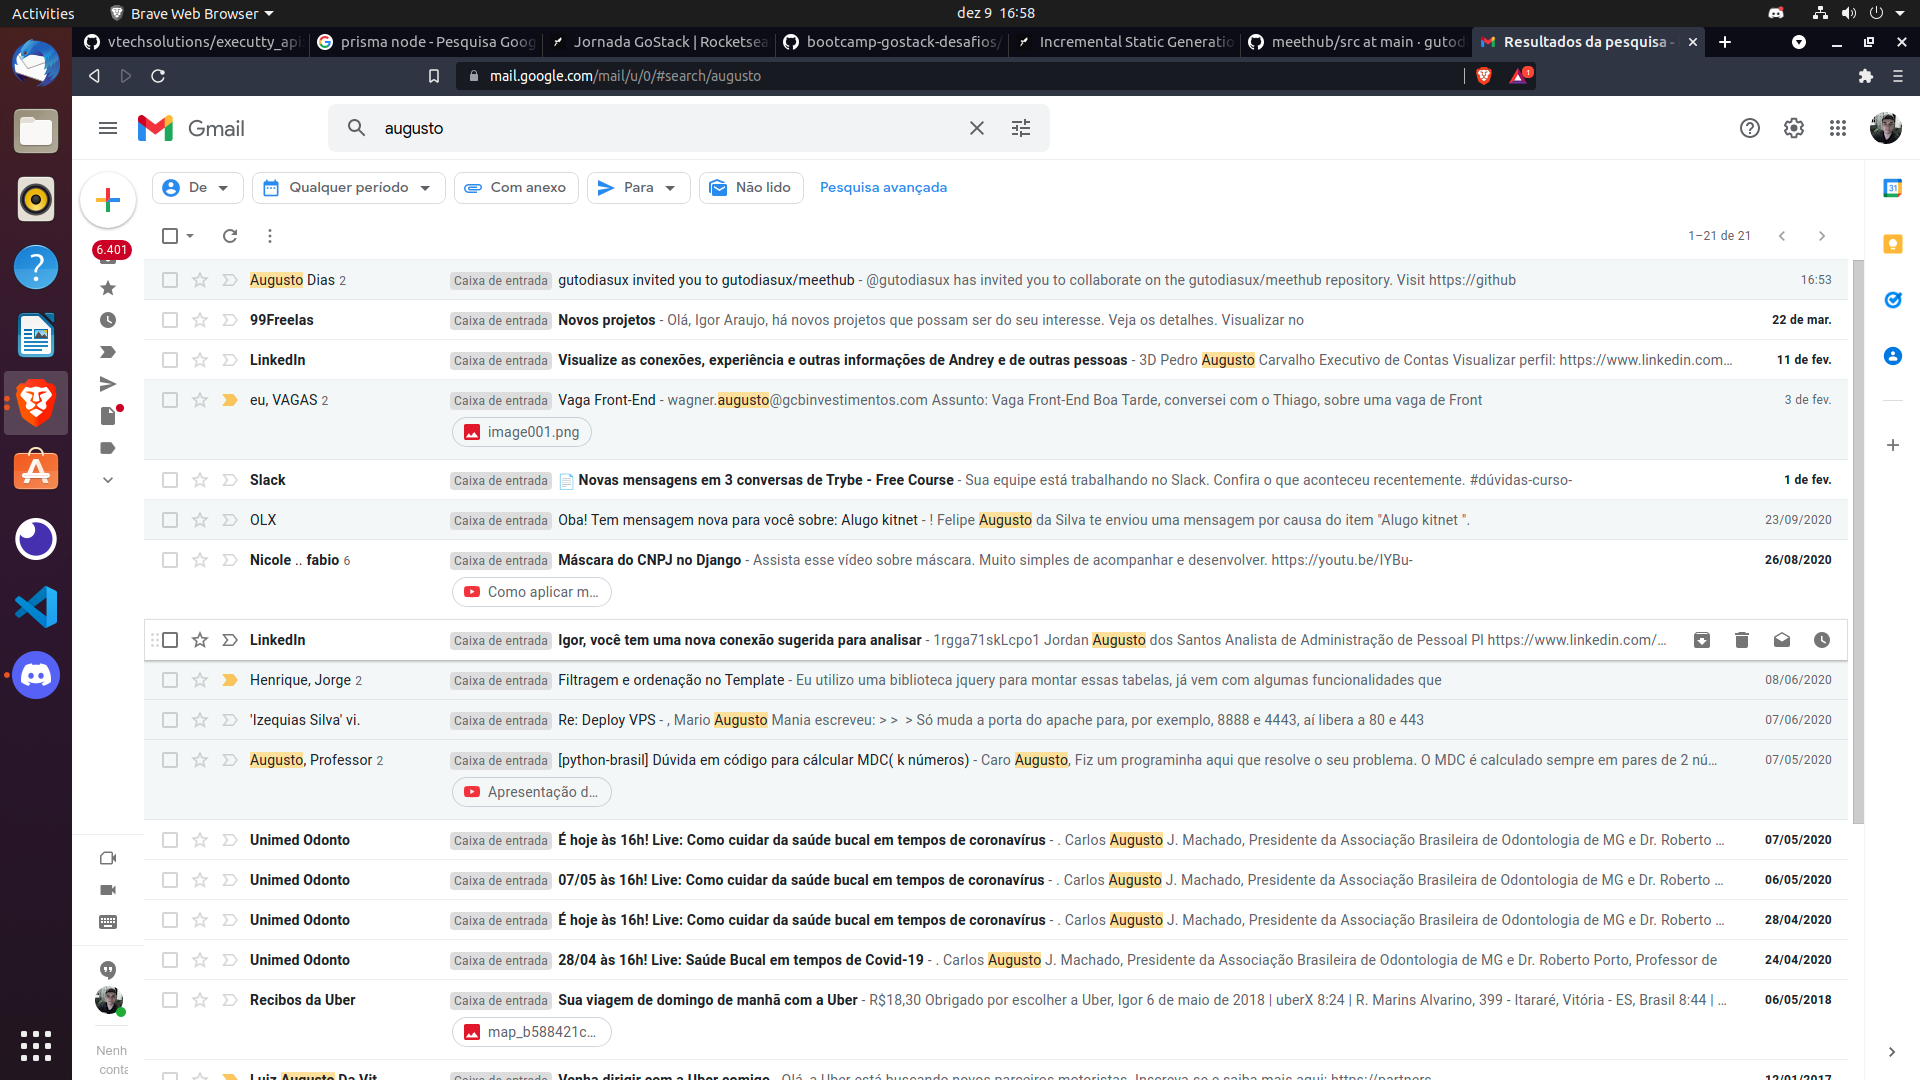 Activities
Brave Web Browser
dez 9 16:58
vtechsolutions/executty_api
prisma node - Pesquisa Goog
Jornada GoStack | Rocketsea
bootcamp-gostack-desafios/
Incremental Static Generatio
meethub/src at main · gutod
Resultados da pesquisa -
mail.google.com/mail/u/0/#search/augusto
1
Gmail
augusto
De
Qualquer período
Com anexo
Para
Não lido
Pesquisa avançada
31
6.401
1–21 de 21
Augusto Dias 2 Caixa de entrada gutodiasux invited you to gutodiasux/meethub - @gutodiasux has invited you to collaborate on the gutodiasux/meethub repository. Visit https://github 16:53
99Freelas Caixa de entrada Novos projetos - Olá, Igor Araujo, há novos projetos que possam ser do seu interesse. Veja os detalhes. Visualizar no 22 de mar.
LinkedIn Caixa de entrada Visualize as conexões, experiência e outras informações de Andrey e de outras pessoas - 3D Pedro Augusto Carvalho Executivo de Contas Visualizar perfil: https://www.linkedin.com… 11 de fev.
eu, VAGAS 2 Caixa de entrada Vaga Front-End - wagner.augusto@gcbinvestimentos.com Assunto: Vaga Front-End Boa Tarde, conversei com o Thiago, sobre uma vaga de Front 3 de fev.
image001.png
Slack Caixa de entrada Novas mensagens em 3 conversas de Trybe - Free Course - Sua equipe está trabalhando no Slack. Confira o que aconteceu recentemente. #dúvidas-curso- 1 de fev.
OLX Caixa de entrada Oba! Tem mensagem nova para você sobre: Alugo kitnet - ! Felipe Augusto da Silva te enviou uma mensagem por causa do item "Alugo kitnet ". 23/09/2020
Nicole .. fabio 6 Caixa de entrada Máscara do CNPJ no Django - Assista esse vídeo sobre máscara. Muito simples de acompanhar e desenvolver. https://youtu.be/IYBu- 26/08/2020
Como aplicar m…
LinkedIn Caixa de entrada Igor, você tem uma nova conexão sugerida para analisar - 1rgga71skLcpo1 Jordan Augusto dos Santos Analista de Administração de Pessoal Pl https://www.linkedin.com/…
Henrique, Jorge 2 Caixa de entrada Filtragem e ordenação no Template - Eu utilizo uma biblioteca jquery para montar essas tabelas, já vem com algumas funcionalidades que 08/06/2020
'Izequias Silva' vi. Caixa de entrada Re: Deploy VPS - , Mario Augusto Mania escreveu: > > > Só muda a porta do apache para, por exemplo, 8888 e 4443, aí libera a 80 e 443 07/06/2020
Augusto, Professor 2 Caixa de entrada [python-brasil] Dúvida em código para cálcular MDC( k números) - Caro Augusto, Fiz um programinha aqui que resolve o seu problema. O MDC é calculado sempre em pares de 2 nú… 07/05/2020
Apresentação d…
Unimed Odonto Caixa de entrada É hoje às 16h! Live: Como cuidar da saúde bucal em tempos de coronavírus - . Carlos Augusto J. Machado, Presidente da Associação Brasileira de Odontologia de MG e Dr. Roberto … 07/05/2020
Unimed Odonto Caixa de entrada 07/05 às 16h! Live: Como cuidar da saúde bucal em tempos de coronavírus - . Carlos Augusto J. Machado, Presidente da Associação Brasileira de Odontologia de MG e Dr. Roberto … 06/05/2020
Unimed Odonto Caixa de entrada É hoje às 16h! Live: Como cuidar da saúde bucal em tempos de coronavírus - . Carlos Augusto J. Machado, Presidente da Associação Brasileira de Odontologia de MG e Dr. Roberto … 28/04/2020
Unimed Odonto Caixa de entrada 28/04 às 16h! Live: Saúde Bucal em tempos de Covid-19 - . Carlos Augusto J. Machado, Presidente da Associação Brasileira de Odontologia de MG e Dr. Roberto Porto, Professor de 24/04/2020
Recibos da Uber Caixa de entrada Sua viagem de domingo de manhã com a Uber - R$18,30 Obrigado por escolher a Uber, Igor 6 de maio de 2018 | uberX 8:24 | R. Marins Alvarino, 399 - Itararé, Vitória - ES, Brasil 8:44 | … 06/05/2018
map_b588421c…
Nenh
conta
Luiz Augusto Da Vit. Caixa de entrada Venha dirigir com a Uber comigo - Olá, a Uber está buscando novos parceiros motoristas. Inscreva-se e saiba mais aqui: https://partners. 12/01/2017